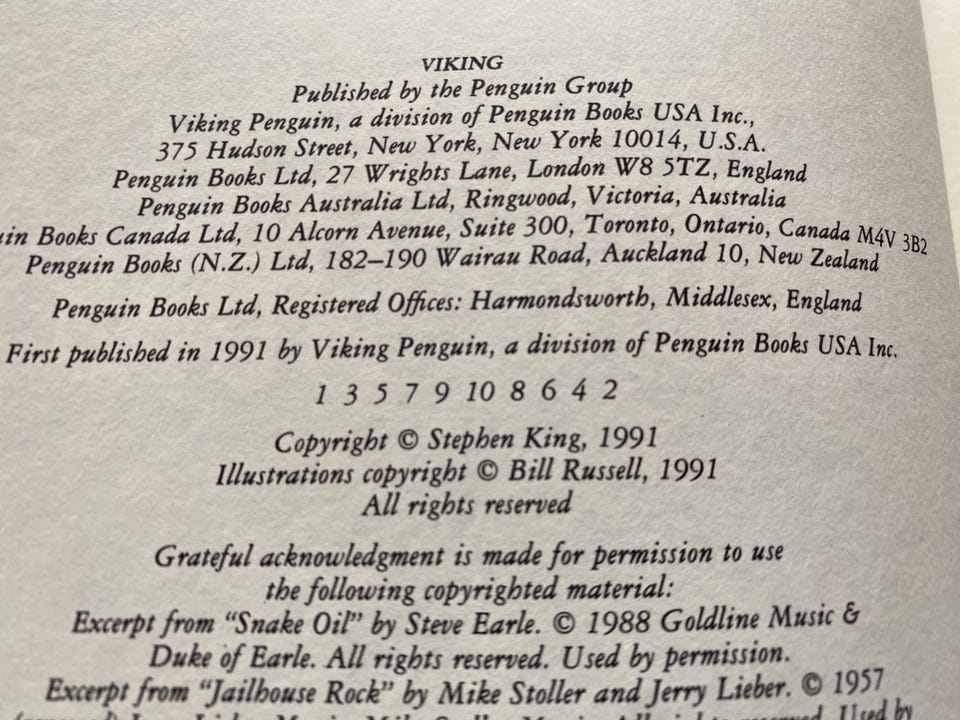 VIKING
Published by the Penguin Group
Viking Penguin, a division of Penguin Books USA Inc.,
375 Hudson Street, New York, New York 10014, U.S.A.
Penguin Books Ltd, 27 Wrights Lane, London W8 5TZ, England
Penguin Books Australia Ltd, Ringwood, Victoria, Australia
in Books Canada Ltd, 10 Alcorn Avenue, Suite 300, Toronto, Ontario, Canada M4V 3B2
Penguin Books (N.Z.) Ltd, 182–190 Wairau Road, Auckland 10, New Zealand
Penguin Books Ltd, Registered Offices: Harmondsworth, Middlesex, England
First published in 1991 by Viking Penguin, a division of Penguin Books USA Inc.
1 3 5 7 9 10 8 6 4 2
Copyright © Stephen King, 1991
Illustrations copyright © Bill Russell, 1991
All rights reserved
Grateful acknowledgment is made for permission to use
the following copyrighted material:
Excerpt from “Snake Oil” by Steve Earle. © 1988 Goldline Music &
Duke of Earle. All rights reserved. Used by permission.
Excerpt from “Jailhouse Rock” by Mike Stoller and Jerry Lieber. © 1957
Used by